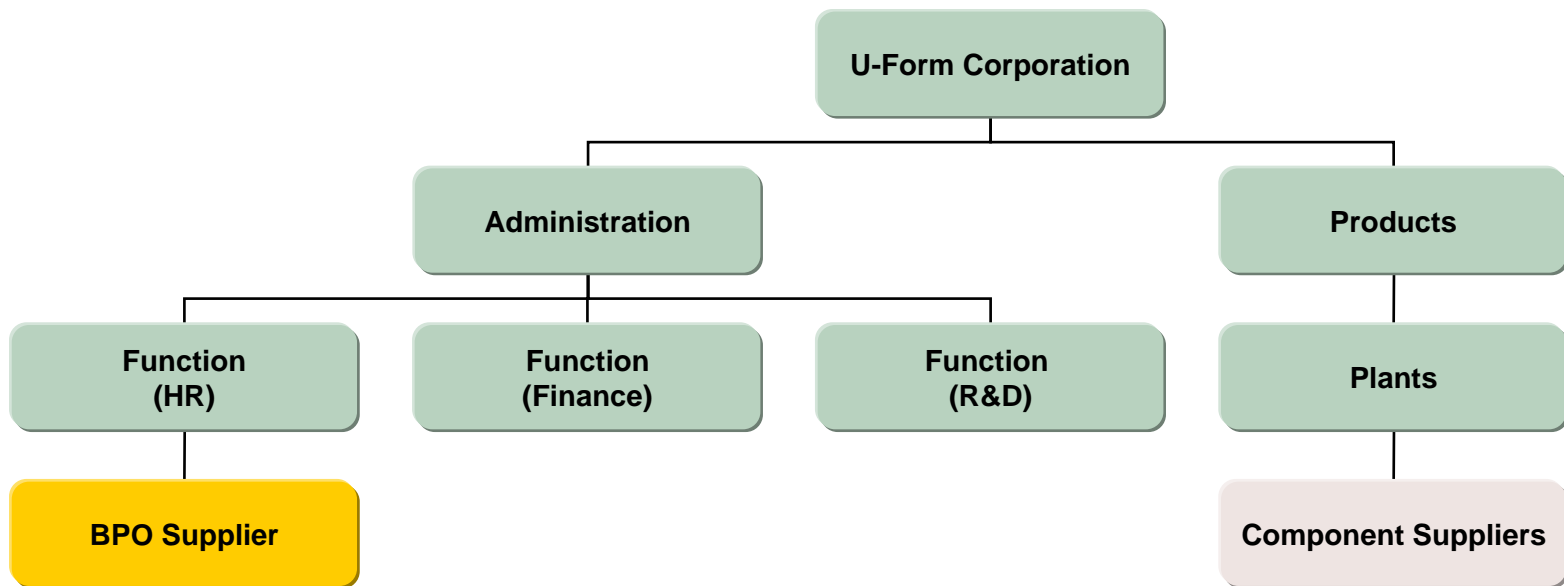 U-Form Corporation
Administration
Products
Function
(HR)
Function
(Finance)
Function
(R&D)
Plants
BPO Supplier
Component Suppliers